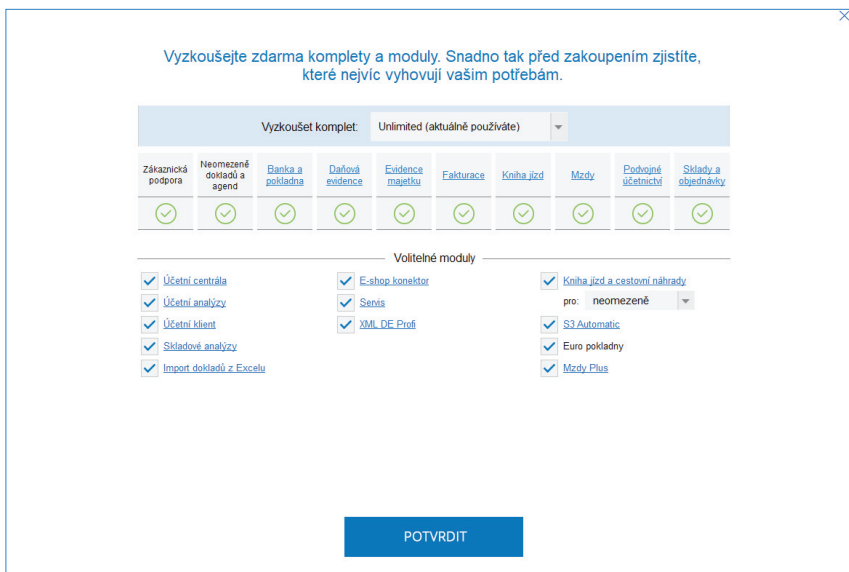 Vyzkoušejte zdarma komplety a moduly. Snadno tak před zakoupením zjistíte,
které nejvíc vyhovují vašim potřebám.
Vyzkoušet komplet: Unlimited (aktuálně používáte)
Zákaznická podpora
Neomezeně dokladů a agend
Banka a pokladna
Daňová evidence
Evidence majetku
Fakturace
Kniha jízd
Mzdy
Podvojné účetnictví
Sklady a objednávky
Volitelné moduly
Účetní centrála
Účetní analýzy
Účetní klient
Skladové analýzy
Import dokladů z Excelu
E-shop konektor
Servis
XML DE Profi
Kniha jízd a cestovní náhrady
pro: neomezeně
S3 Automatic
Euro pokladny
Mzdy Plus
POTVRDIT